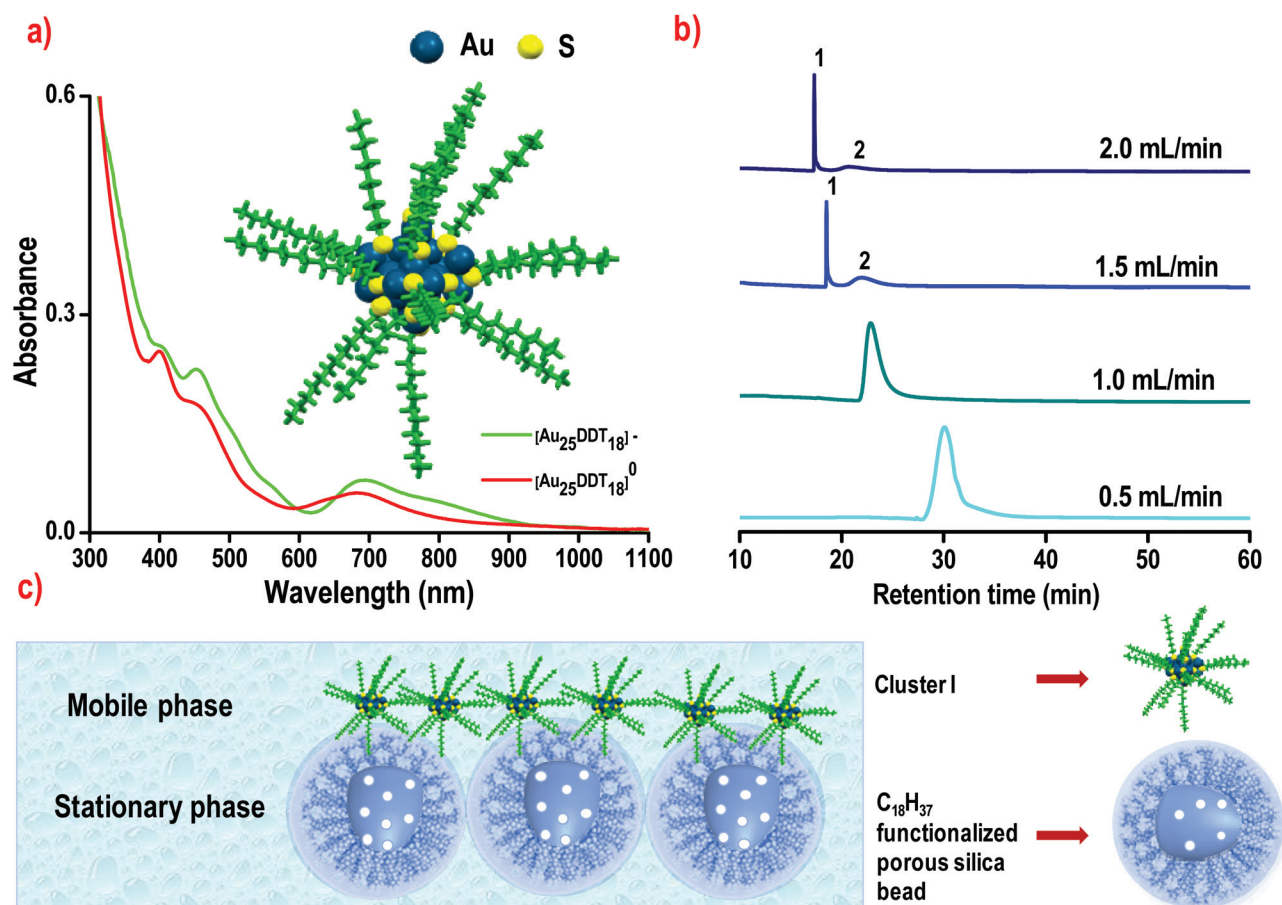 a)
Au S
0.6
0.3
0.0
Absorbance
[Au25DDT18] -
[Au25DDT18]0
300 400 500 600 700 800 900 1000 1100
Wavelength (nm)
b)
1
2
2.0 mL/min
1
2
1.5 mL/min
1.0 mL/min
0.5 mL/min
10 20 30 40 50 60
Retention time (min)
c)
Mobile phase
Stationary phase
Cluster I
C18H37
functionalized
porous silica
bead